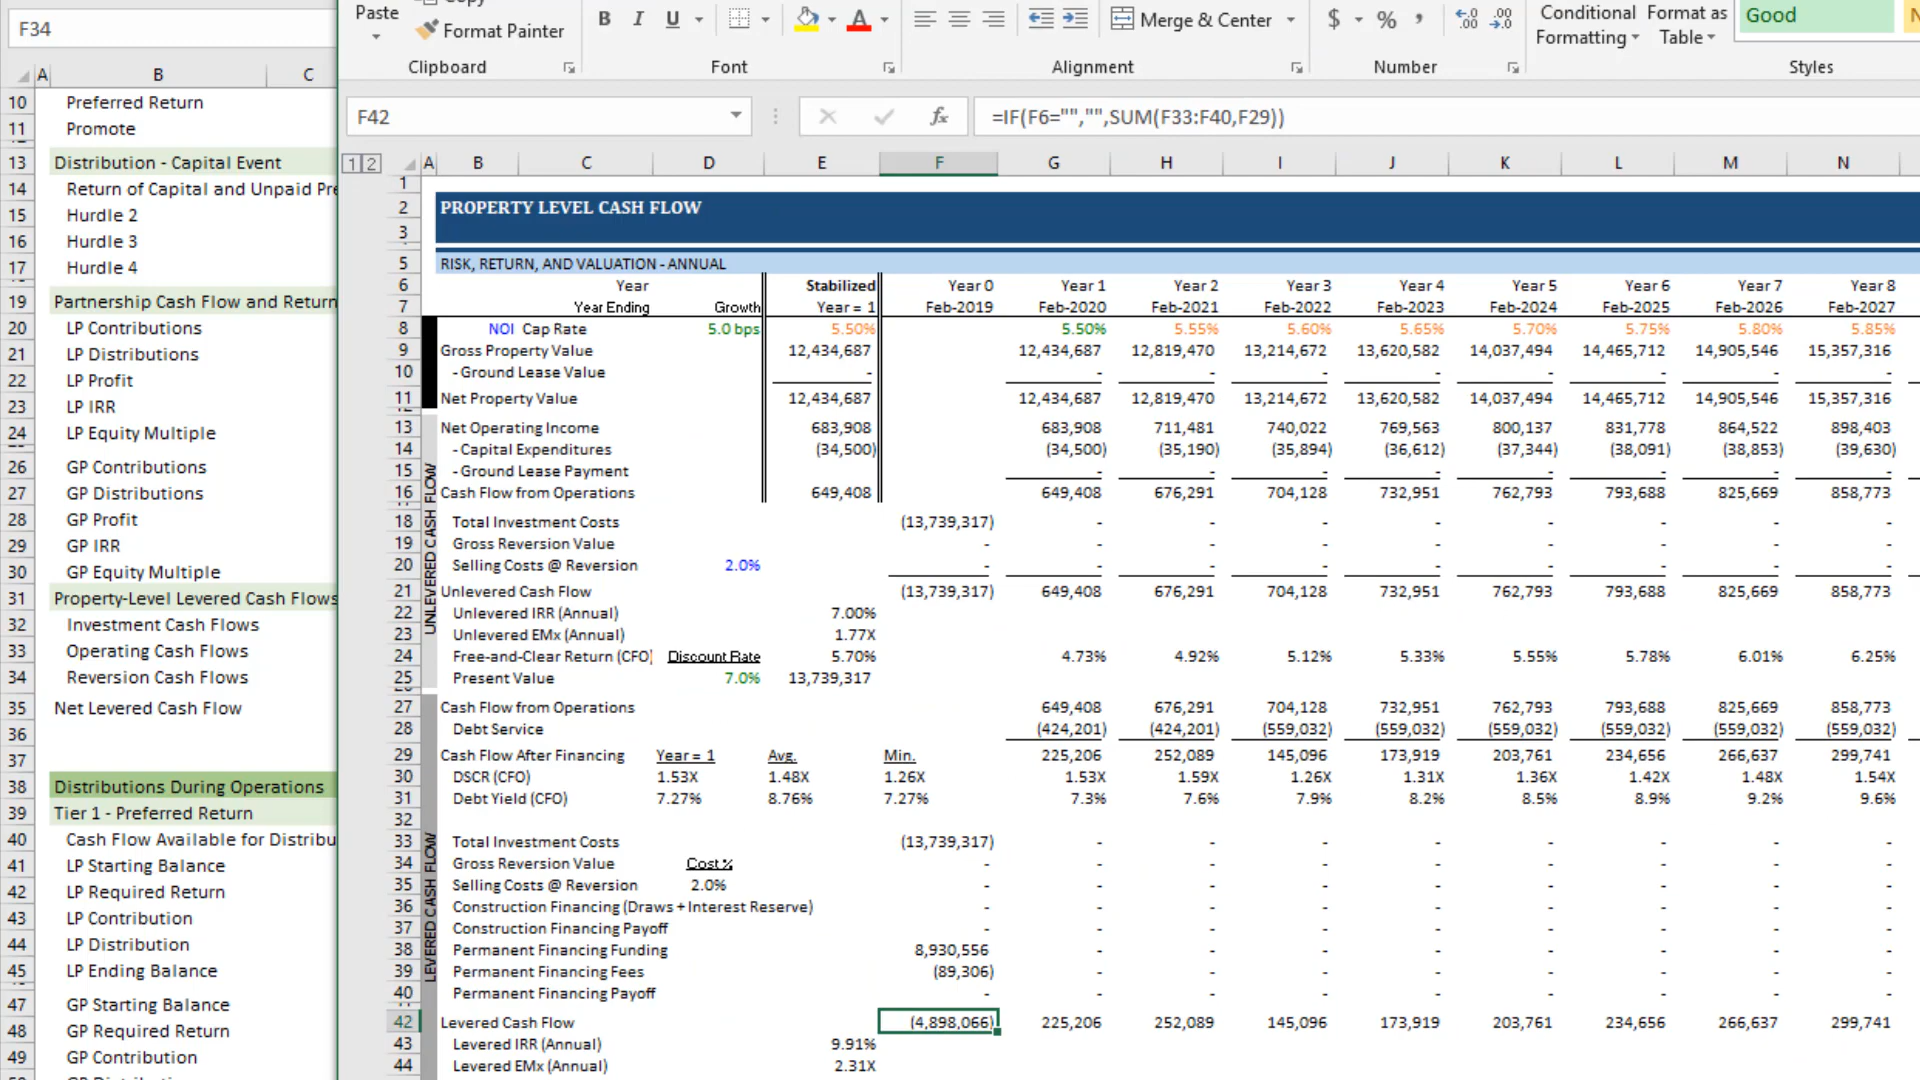 F34
A B C
10 Preferred Return
11 Promote
13 Distribution - Capital Event
14 Return of Capital and Unpaid Pre
15 Hurdle 2
16 Hurdle 3
17 Hurdle 4
19 Partnership Cash Flow and Return
20 LP Contributions
21 LP Distributions
22 LP Profit
23 LP IRR
24 LP Equity Multiple
26 GP Contributions
27 GP Distributions
28 GP Profit
29 GP IRR
30 GP Equity Multiple
31 Property-Level Levered Cash Flows
32 Investment Cash Flows
33 Operating Cash Flows
34 Reversion Cash Flows
35 Net Levered Cash Flow
36
37
38 Distributions During Operations
39 Tier 1 - Preferred Return
40 Cash Flow Available for Distribu
41 LP Starting Balance
42 LP Required Return
43 LP Contribution
44 LP Distribution
45 LP Ending Balance
47 GP Starting Balance
48 GP Required Return
49 GP Contribution
Paste Copy Format Painter
B I U A Merge & Center $ % , Conditional Formatting Format as Table Good
Clipboard Font Alignment Number Styles
F42 fx =IF(F6="","",SUM(F33:F40,F29))
1 2 A B C D E F G H I J K L M N
1
2 PROPERTY LEVEL CASH FLOW
3
5 RISK, RETURN, AND VALUATION - ANNUAL
6 Year Stabilized Year 0 Year 1 Year 2 Year 3 Year 4 Year 5 Year 6 Year 7 Year 8
7 Year Ending Growth Year = 1 Feb-2019 Feb-2020 Feb-2021 Feb-2022 Feb-2023 Feb-2024 Feb-2025 Feb-2026 Feb-2027
8 NOI Cap Rate 5.0 bps 5.50% 5.50% 5.55% 5.60% 5.65% 5.70% 5.75% 5.80% 5.85%
9 Gross Property Value 12,434,687 12,434,687 12,819,470 13,214,672 13,620,582 14,037,494 14,465,712 14,905,546 15,357,316
10 - Ground Lease Value - - - - - - - - -
11 Net Property Value 12,434,687 12,434,687 12,819,470 13,214,672 13,620,582 14,037,494 14,465,712 14,905,546 15,357,316
UNLEVERED CASH FLOW
13 Net Operating Income 683,908 683,908 711,481 740,022 769,563 800,137 831,778 864,522 898,403
14 - Capital Expenditures (34,500) (34,500) (35,190) (35,894) (36,612) (37,344) (38,091) (38,853) (39,630)
15 - Ground Lease Payment - - - - - - - -
16 Cash Flow from Operations 649,408 649,408 676,291 704,128 732,951 762,793 793,688 825,669 858,773
18 Total Investment Costs (13,739,317) - - - - - - - -
19 Gross Reversion Value - - - - - - - - -
20 Selling Costs @ Reversion 2.0% - - - - - - - - -
21 Unlevered Cash Flow (13,739,317) 649,408 676,291 704,128 732,951 762,793 793,688 825,669 858,773
22 Unlevered IRR (Annual) 7.00%
23 Unlevered EMx (Annual) 1.77X
24 Free-and-Clear Return (CFO) Discount Rate 5.70% 4.73% 4.92% 5.12% 5.33% 5.55% 5.78% 6.01% 6.25%
25 Present Value 7.0% 13,739,317
LEVERED CASH FLOW
27 Cash Flow from Operations 649,408 676,291 704,128 732,951 762,793 793,688 825,669 858,773
28 Debt Service (424,201) (424,201) (559,032) (559,032) (559,032) (559,032) (559,032) (559,032)
29 Cash Flow After Financing Year = 1 Avg. Min. 225,206 252,089 145,096 173,919 203,761 234,656 266,637 299,741
30 DSCR (CFO) 1.53X 1.48X 1.26X 1.53X 1.59X 1.26X 1.31X 1.36X 1.42X 1.48X 1.54X
31 Debt Yield (CFO) 7.27% 8.76% 7.27% 7.3% 7.6% 7.9% 8.2% 8.5% 8.9% 9.2% 9.6%
32
33 Total Investment Costs (13,739,317) - - - - - - - -
34 Gross Reversion Value Cost % - - - - - - - - -
35 Selling Costs @ Reversion 2.0% - - - - - - - - -
36 Construction Financing (Draws + Interest Reserve) - - - - - - - - -
37 Construction Financing Payoff - - - - - - - - -
38 Permanent Financing Funding 8,930,556 - - - - - - - -
39 Permanent Financing Fees (89,306) - - - - - - - -
40 Permanent Financing Payoff - - - - - - - - -
42 Levered Cash Flow (4,898,066) 225,206 252,089 145,096 173,919 203,761 234,656 266,637 299,741
43 Levered IRR (Annual) 9.91%
44 Levered EMx (Annual) 2.31X